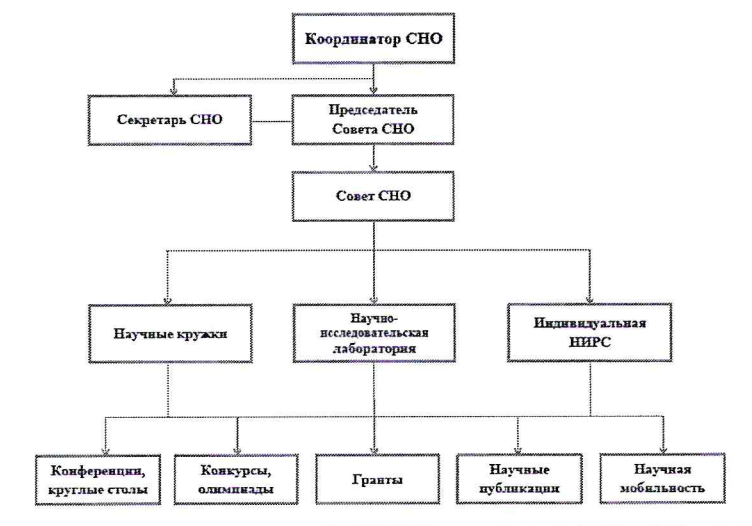 Координатор СНО
Секретарь СНО
Председатель
Совета СНО
Совет СНО
Научные кружки
Научно-
исследовательская
лаборатория
Индивидуальная
НИРС
Конференции,
круглые столы
Конкурсы,
олимпиады
Гранты
Научные
публикации
Научная
мобильность